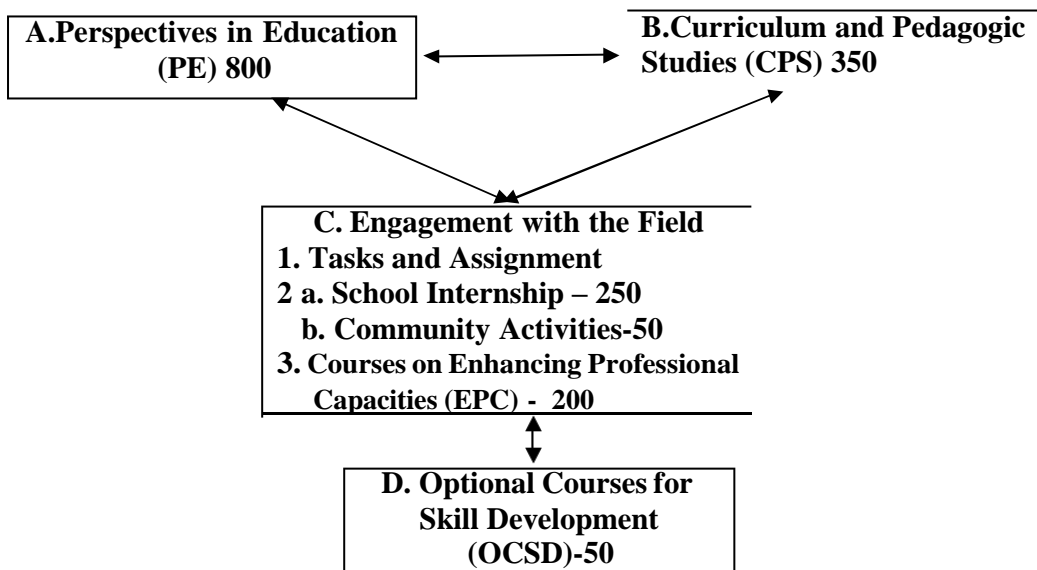 A.Perspectives in Education
(PE) 800
B.Curriculum and Pedagogic
Studies (CPS) 350
C. Engagement with the Field
1. Tasks and Assignment
2 a. School Internship – 250
b. Community Activities-50
3. Courses on Enhancing Professional
Capacities (EPC) - 200
D. Optional Courses for
Skill Development
(OCSD)-50